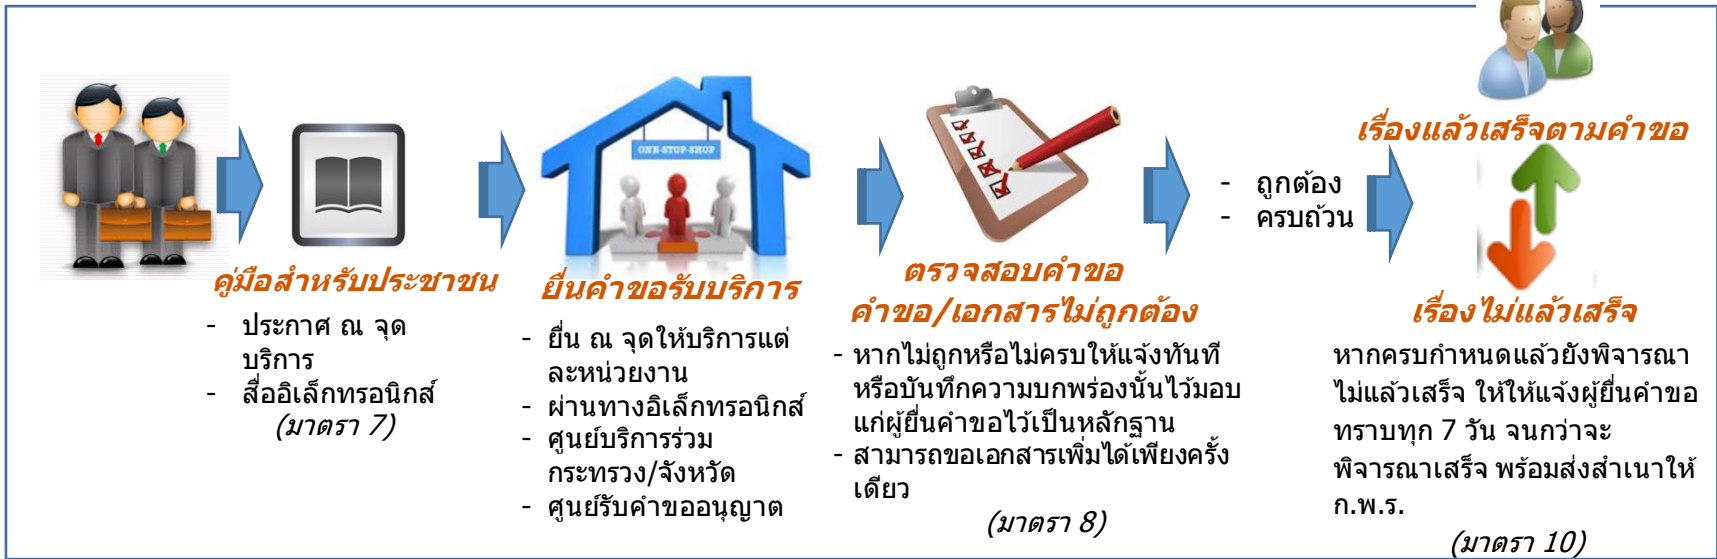 คู่มือสำหรับประชาชน
- ประกาศ ณ จุด
บริการ
- สื่ออิเล็กทรอนิกส์
(มาตรา 7)
ONE-STOP-SHOP
ยื่นคำขอรับบริการ
- ยื่น ณ จุดให้บริการแต่
ละหน่วยงาน
- ผ่านทางอิเล็กทรอนิกส์
- ศูนย์บริการร่วม
กระทรวง/จังหวัด
- ศูนย์รับคำขออนุญาต
ตรวจสอบคำขอ
คำขอ/เอกสารไม่ถูกต้อง
- หากไม่ถูกหรือไม่ครบให้แจ้งทันที
หรือบันทึกความบกพร่องนั้นไว้มอบ
แก่ผู้ยื่นคำขอไว้เป็นหลักฐาน
- สามารถขอเอกสารเพิ่มได้เพียงครั้ง
เดียว
(มาตรา 8)
- ถูกต้อง
- ครบถ้วน
เรื่องแล้วเสร็จตามคำขอ
เรื่องไม่แล้วเสร็จ
หากครบกำหนดแล้วยังพิจารณา
ไม่แล้วเสร็จ ให้ให้แจ้งผู้ยื่นคำขอ
ทราบทุก 7 วัน จนกว่าจะ
พิจารณาเสร็จ พร้อมส่งสำเนาให้
ก.พ.ร.
(มาตรา 10)